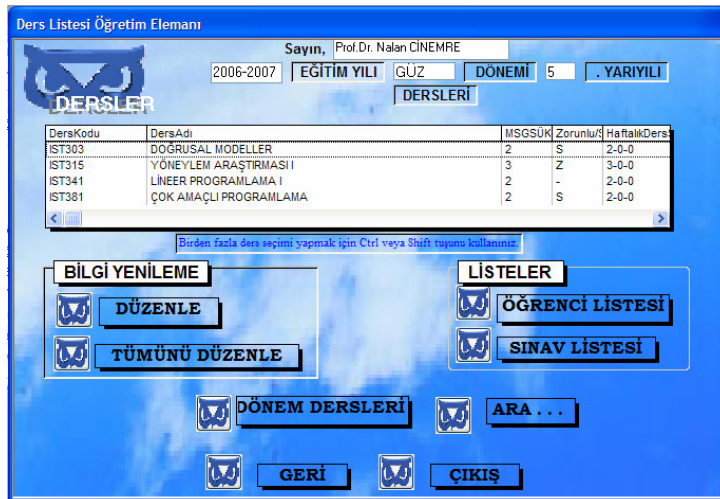 Ders Listesi Öğretim Elemanı
Sayın, Prof.Dr. Nalan CİNEMRE
2006-2007 EĞİTİM YILI GÜZ DÖNEMİ 5 . YARIYILI
DERSLERİ
DERSLER
DersKodu DersAdı MSGSÜK Zorunlu/S HaftalıkDersS
IST303 DOĞRUSAL MODELLER 2 S 2-0-0
IST315 YÖNEYLEM ARAŞTIRMASI I 3 Z 3-0-0
IST341 LİNEER PROGRAMLAMA I 2 - 2-0-0
IST381 ÇOK AMAÇLI PROGRAMLAMA 2 S 2-0-0
Birden fazla ders seçimi yapmak için Ctrl veya Shift tuşunu kullanınız.
BİLGİ YENİLEME
DÜZENLE
TÜMÜNÜ DÜZENLE
LİSTELER
ÖĞRENCİ LİSTESİ
SINAV LİSTESİ
DÖNEM DERSLERİ
ARA . . .
GERİ
ÇIKIŞ